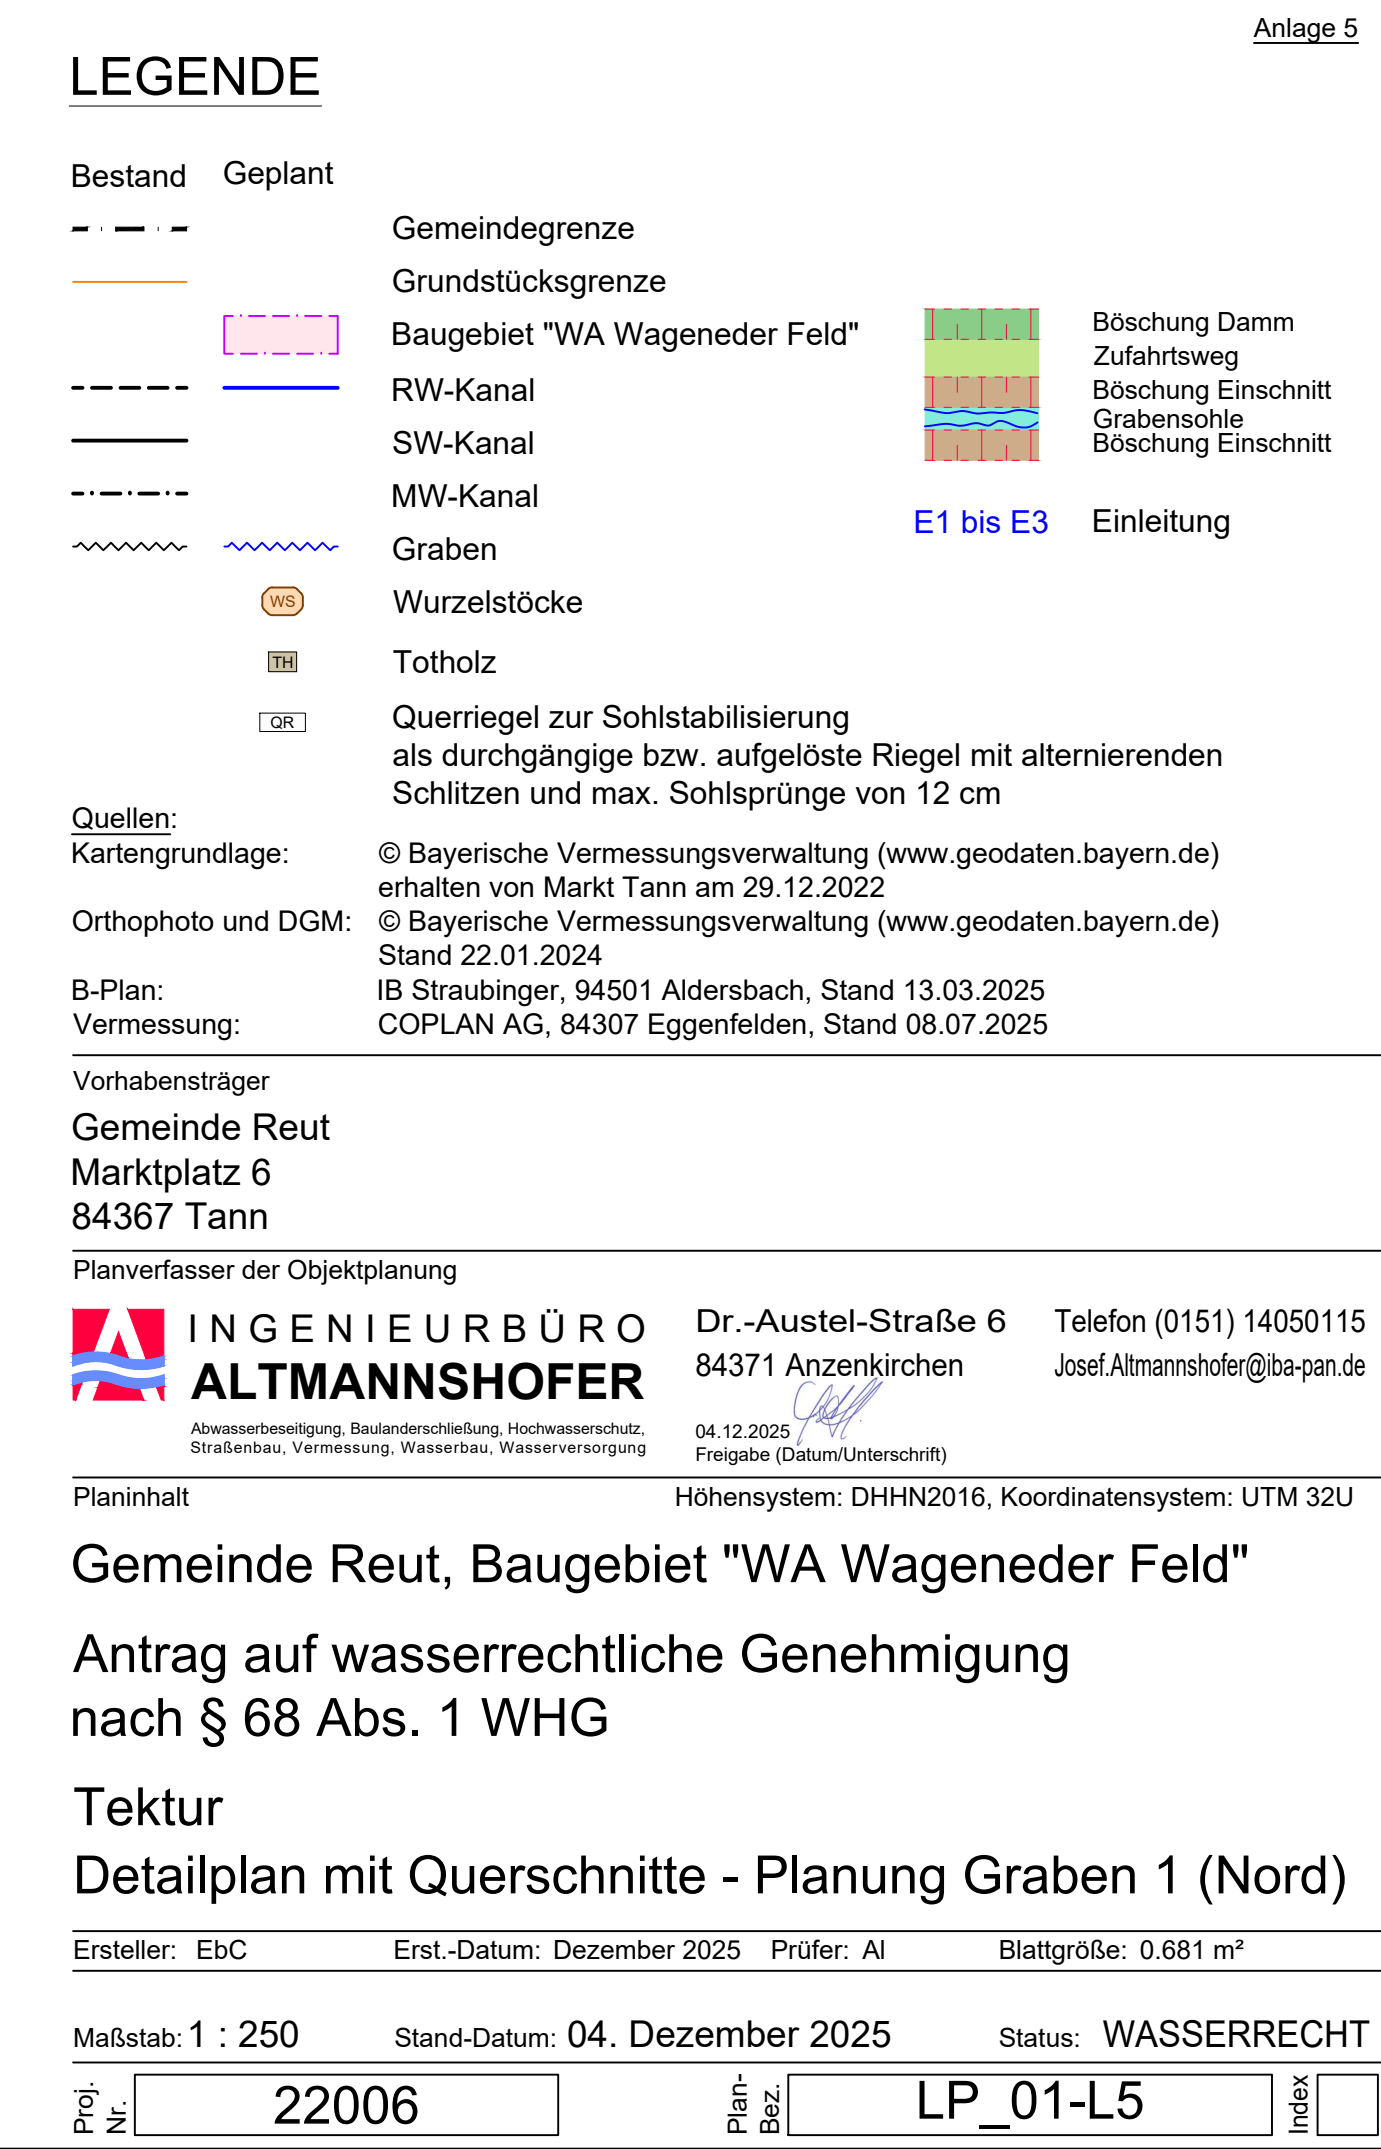 Anlage 5
LEGENDE
Bestand Geplant
Gemeindegrenze
Grundstücksgrenze
Baugebiet "WA Wageneder Feld"
RW-Kanal
SW-Kanal
MW-Kanal
Graben
WS Wurzelstöcke
TH Totholz
QR Querriegel zur Sohlstabilisierung
als durchgängige bzw. aufgelöste Riegel mit alternierenden
Schlitzen und max. Sohlsprünge von 12 cm
Böschung Damm
Zufahrtsweg
Böschung Einschnitt
Grabensohle
Böschung Einschnitt
E1 bis E3 Einleitung
Quellen:
Kartengrundlage: © Bayerische Vermessungsverwaltung (www.geodaten.bayern.de)
erhalten von Markt Tann am 29.12.2022
Orthophoto und DGM: © Bayerische Vermessungsverwaltung (www.geodaten.bayern.de)
Stand 22.01.2024
B-Plan: IB Straubinger, 94501 Aldersbach, Stand 13.03.2025
Vermessung: COPLAN AG, 84307 Eggenfelden, Stand 08.07.2025
Vorhabensträger
Gemeinde Reut
Marktplatz 6
84367 Tann
Planverfasser der Objektplanung
INGENIEURBÜRO
ALTMANNSHOFER
Abwasserbeseitigung, Baulanderschließung, Hochwasserschutz,
Straßenbau, Vermessung, Wasserbau, Wasserversorgung
Dr.-Austel-Straße 6 Telefon (0151) 14050115
84371 Anzenkirchen Josef.Altmannshofer@iba-pan.de
04.12.2025
Freigabe (Datum/Unterschrift)
Planinhalt Höhensystem: DHHN2016, Koordinatensystem: UTM 32U
Gemeinde Reut, Baugebiet "WA Wageneder Feld"
Antrag auf wasserrechtliche Genehmigung
nach § 68 Abs. 1 WHG
Tektur
Detailplan mit Querschnitte - Planung Graben 1 (Nord)
Ersteller: EbC Erst.-Datum: Dezember 2025 Prüfer: Al Blattgröße: 0.681 m²
Maßstab: 1 : 250 Stand-Datum: 04. Dezember 2025 Status: WASSERRECHT
Proj.
Nr.
22006
Plan-
Bez.
LP_01-L5
Index